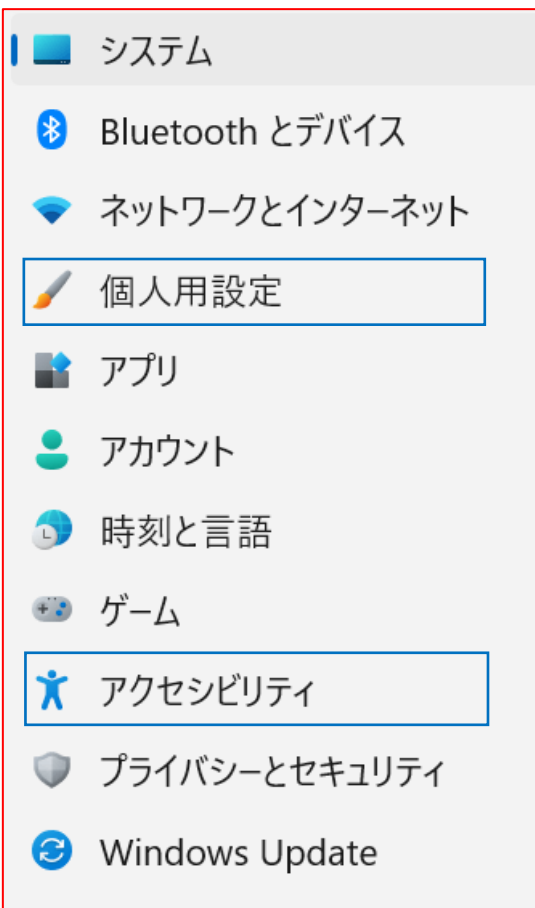 システム
Bluetooth とデバイス
ネットワークとインターネット
個人用設定
アプリ
アカウント
時刻と言語
ゲーム
アクセシビリティ
プライバシーとセキュリティ
Windows Update